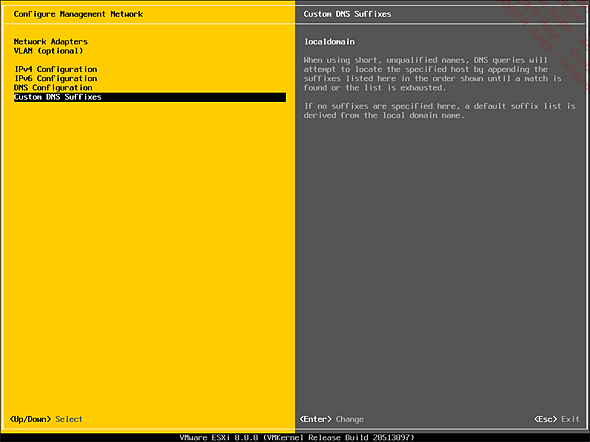 Configure Management Network
Custom DNS Suffixes
Network Adapters
VLAN (optional)
IPv4 Configuration
IPv6 Configuration
DNS Configuration
Custom DNS Suffixes
localdomain
When using short, unqualified names, DNS queries will
attempt to locate the specified host by appending the
suffixes listed here in the order shown until a match is
found or the list is exhausted.
If no suffixes are specified here, a default suffix list is
derived from the local domain name.
<Up/Down> Select
<Enter> Change
<Esc> Exit
VMware ESXi 8.0.0 (VMKernel Release Build 20513097)